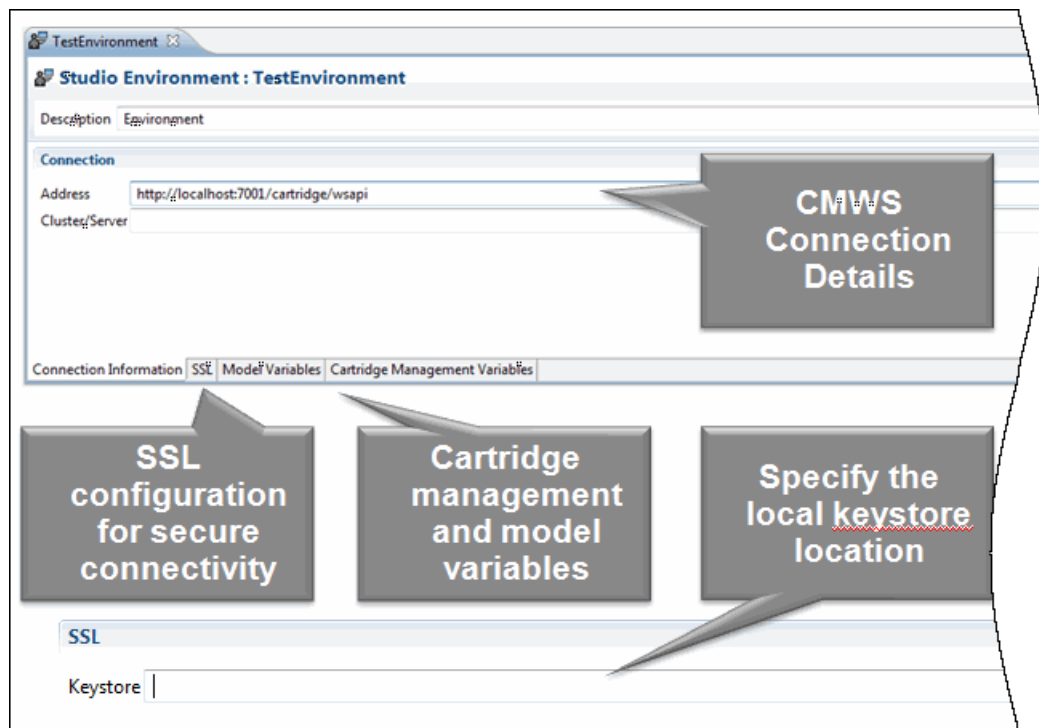 TestEnvironment
Studio Environment : TestEnvironment
Description Environment
Connection
Address http://localhost:7001/cartridge/wsapi
Cluster/Server
CMWS
Connection
Details
Connection Information SSL Model Variables Cartridge Management Variables
SSL
configuration
for secure
connectivity
Cartridge
management
and model
variables
Specify the
local keystore
location
SSL
Keystore